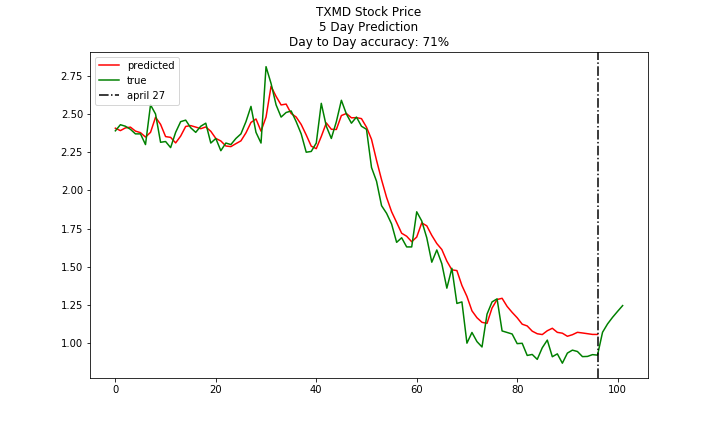 TXMD Stock Price
5 Day Prediction
Day to Day accuracy: 71%
predicted
true
april 27
2.75
2.50
2.25
2.00
1.75
1.50
1.25
1.00
0 20 40 60 80 100